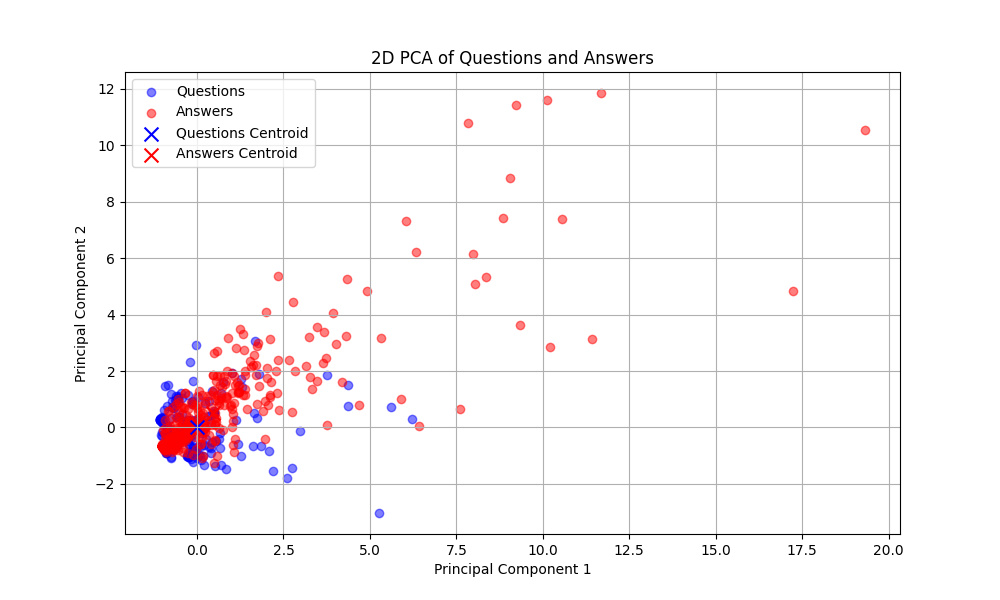 2D PCA of Questions and Answers
Questions
Answers
Questions Centroid
Answers Centroid
12
10
8
6
4
2
0
−2
Principal Component 2
0.0 2.5 5.0 7.5 10.0 12.5 15.0 17.5 20.0
Principal Component 1